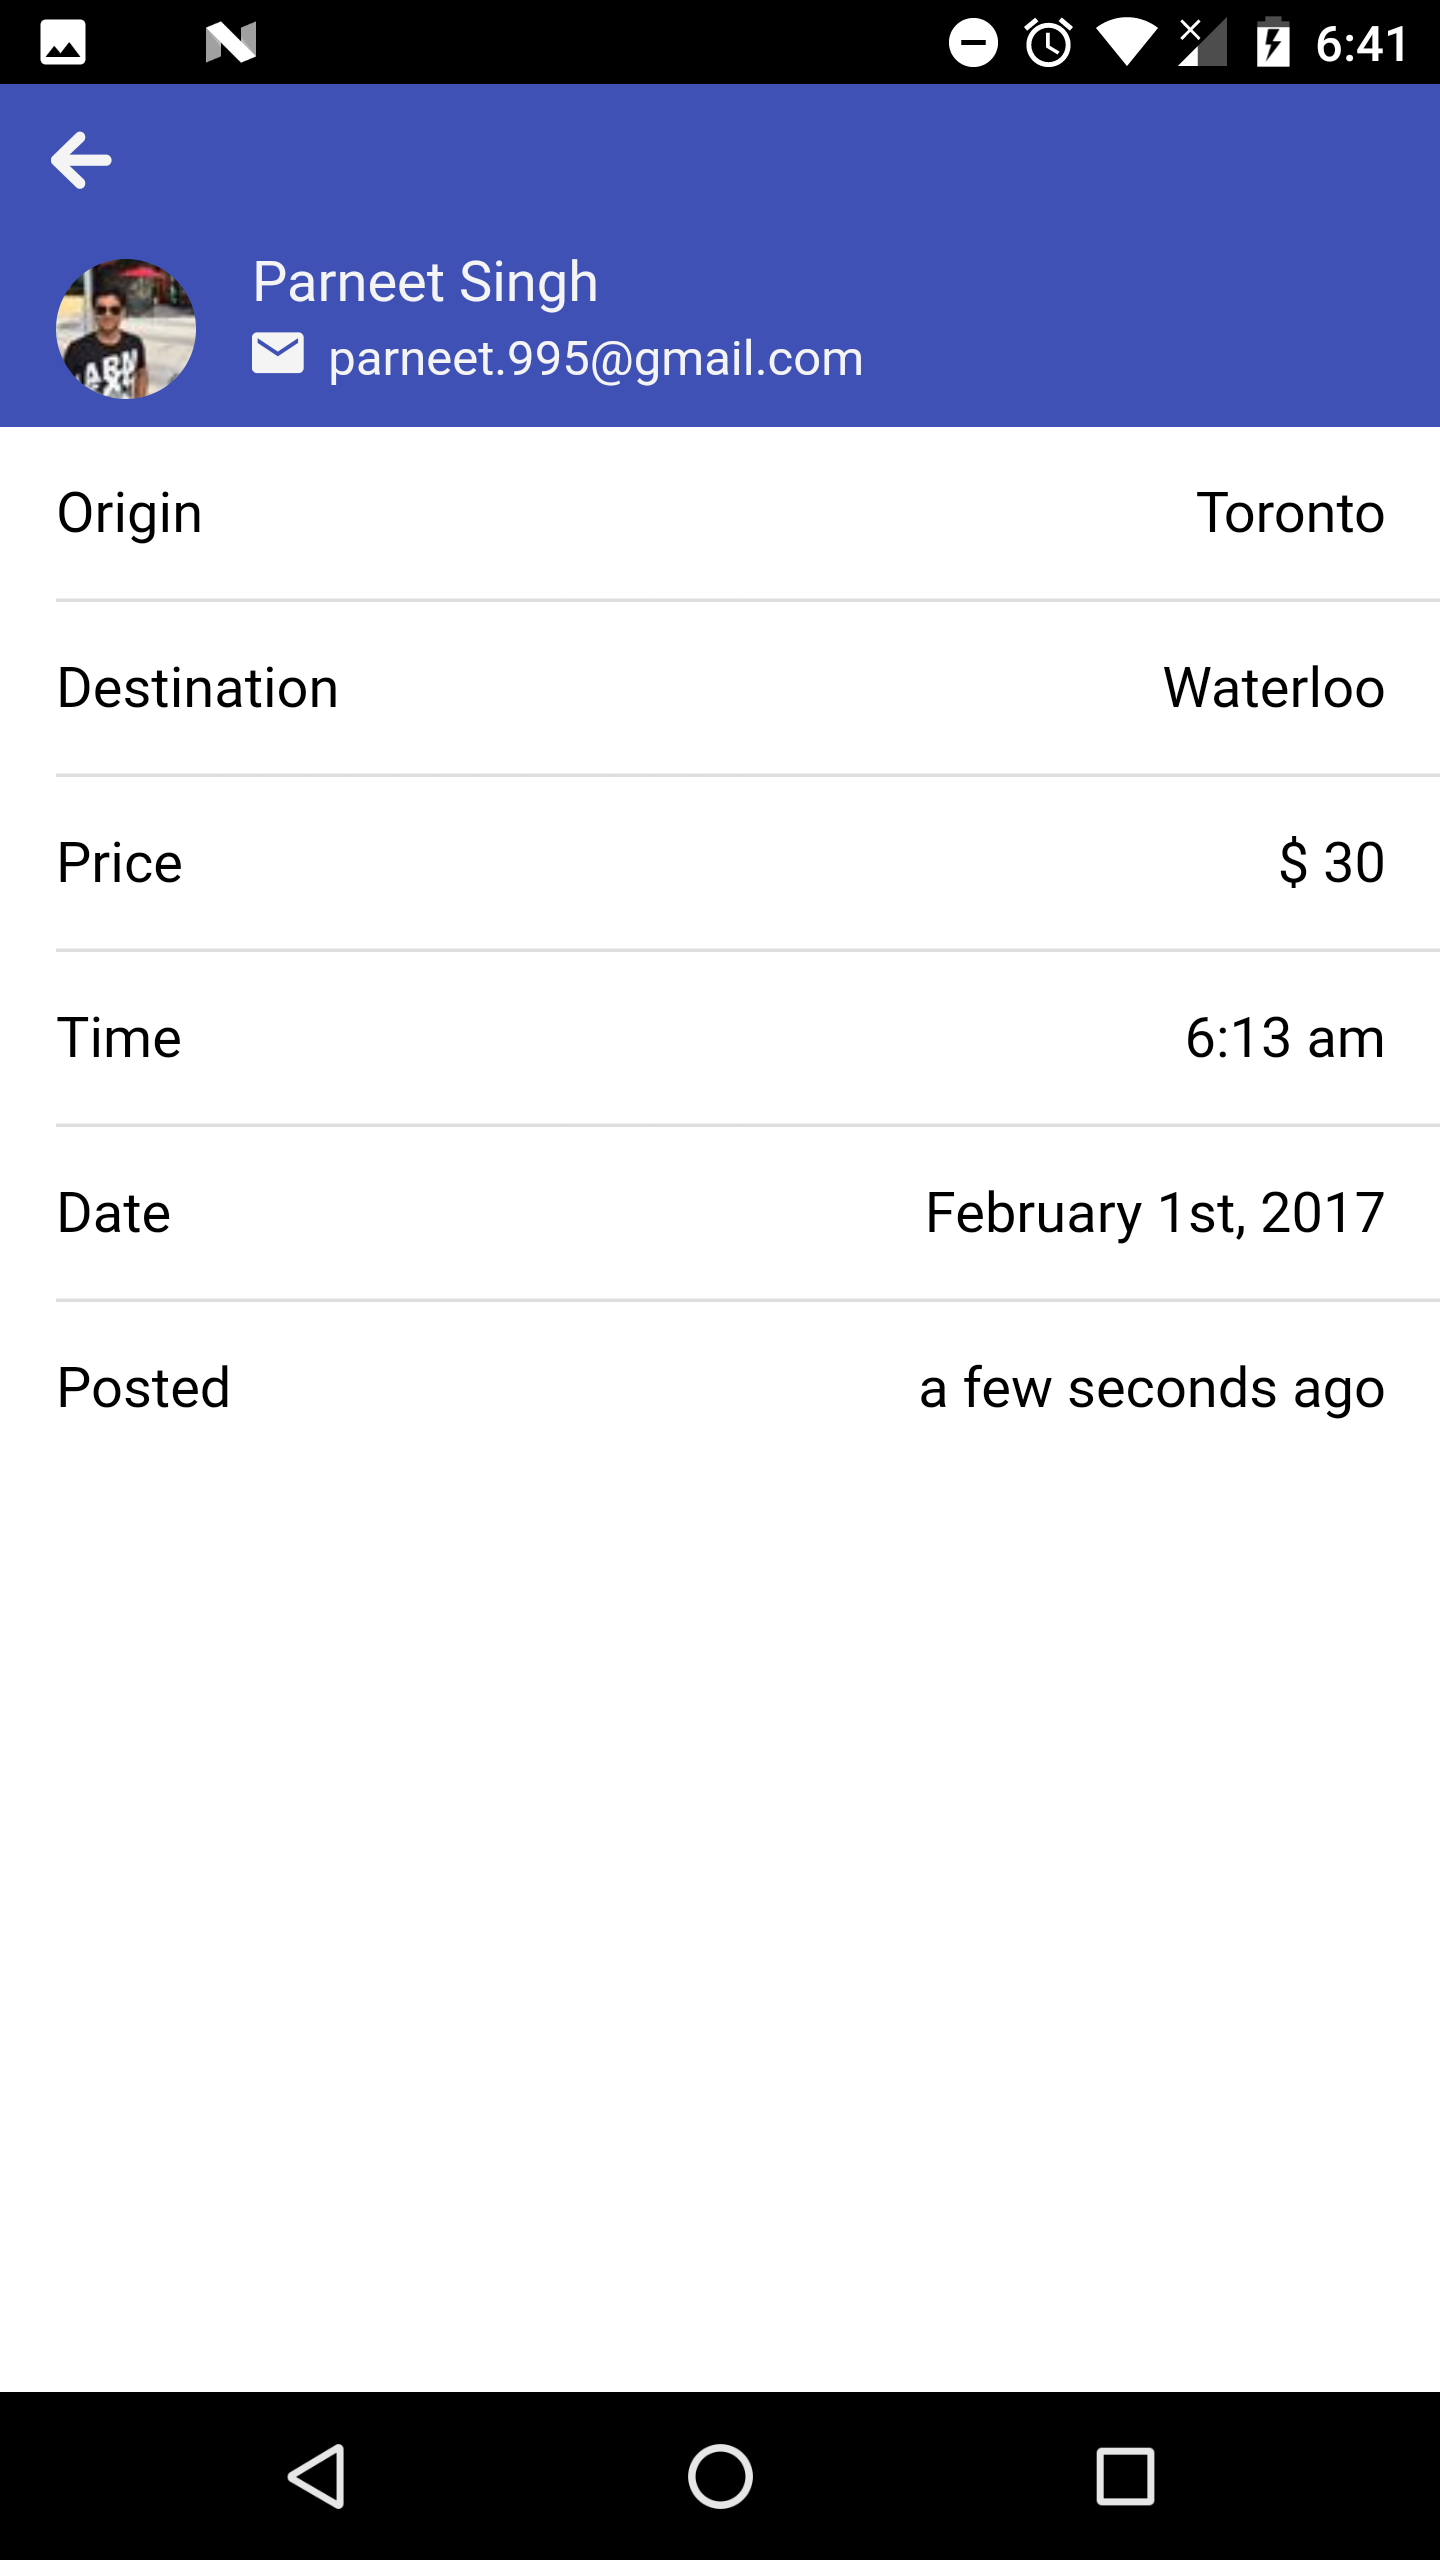 6:41
Parneet Singh
parneet.995@gmail.com
Origin Toronto
Destination Waterloo
Price $ 30
Time 6:13 am
Date February 1st, 2017
Posted a few seconds ago